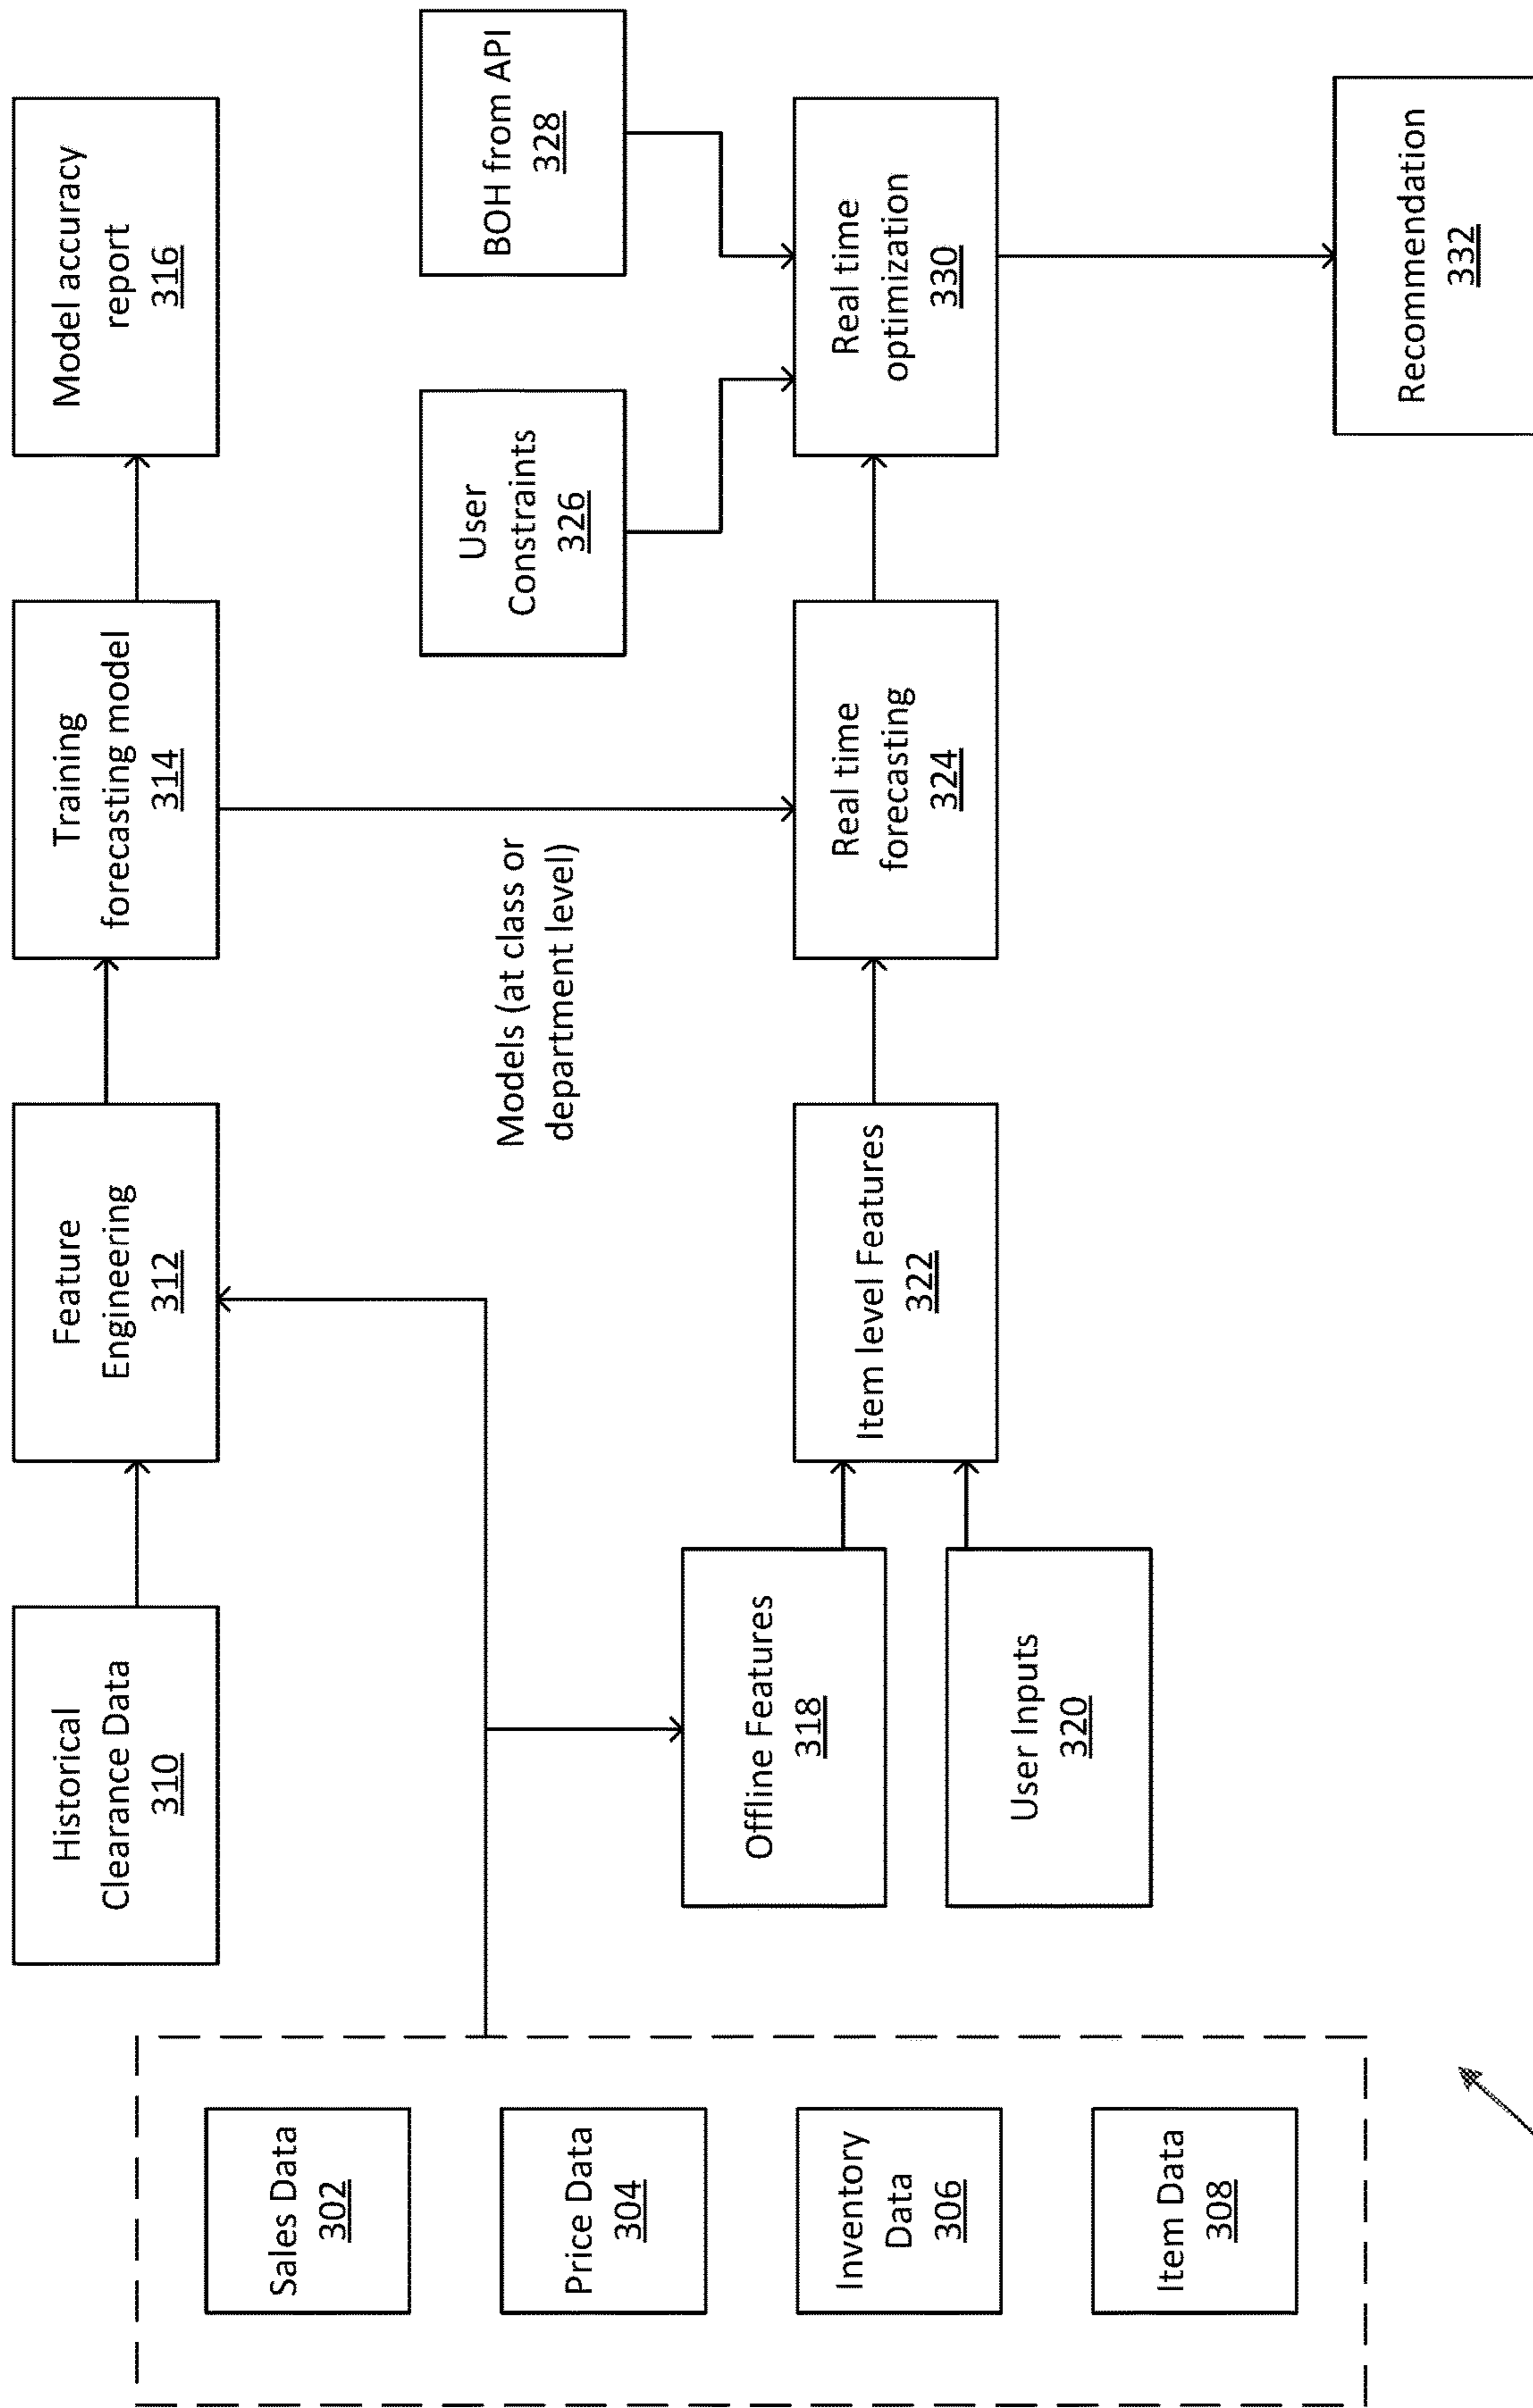 Sales Data
302
Price Data
304
Inventory
Data
306
Item Data
308
Historical
Clearance Data
310
Feature
Engineering
312
Training
forecasting model
314
Model accuracy
report
316
Models (at class or
department level)
Offline Features
318
User Inputs
320
Item level Features
322
Real time
forecasting
324
User
Constraints
326
BOH from API
328
Real time
optimization
330
Recommendation
332